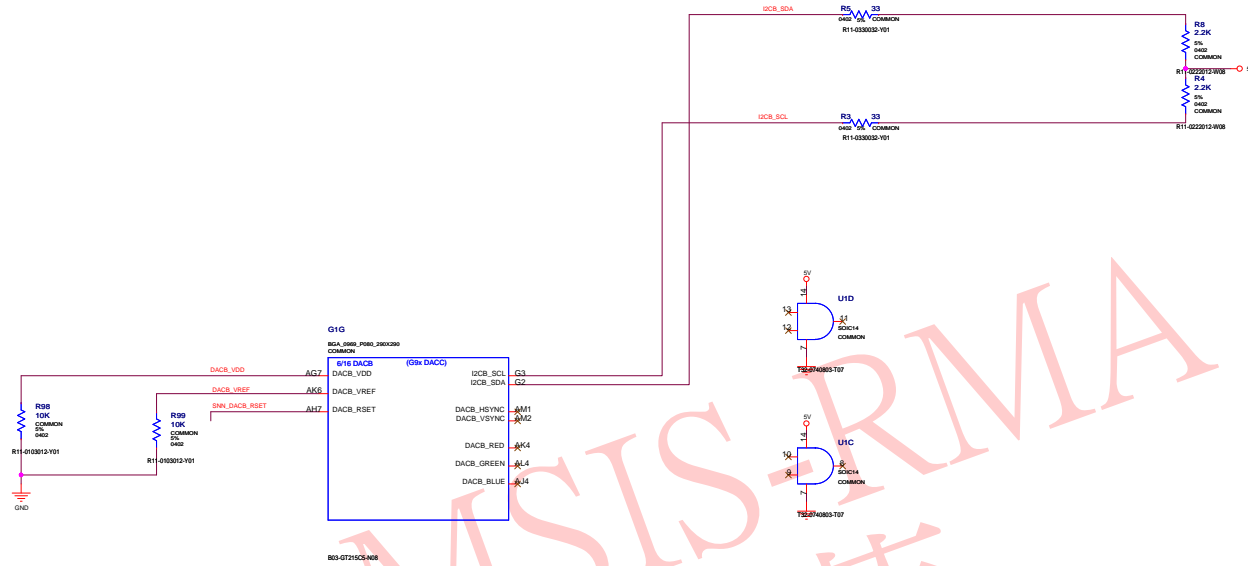 I2CB_SDA
R5 33
0402 5% COMMON
R11-0330032-Y01
R8
2.2K
5%
0402
COMMON
R11-0222012-W08
R4
2.2K
5%
0402
COMMON
R11-0222012-W08
I2CB_SCL
R3 33
0402 5% COMMON
R11-0330032-Y01
5V
14
13
12
11
7
U1D
SOIC14
COMMON
T32-0740803-T07
G1G
BGA_0969_P080_290X290
COMMON
6/16 DACB (G9x DACC)
DACB_VDD AG7 DACB_VDD I2CB_SCL G3
I2CB_SDA G2
DACB_VREF AK6 DACB_VREF
SNN_DACB_RSET AH7 DACB_RSET DACB_HSYNC AM1
DACB_VSYNC AM2
DACB_RED AK4
DACB_GREEN AL4
DACB_BLUE AJ4
R98
10K
COMMON
5%
0402
R11-0103012-Y01
R99
10K
COMMON
5%
0402
R11-0103012-Y01
GND
5V
14
10
9
8
7
U1C
SOIC14
COMMON
T32-0740803-T07
B03-GT215CS-N08
MSIS-RMA